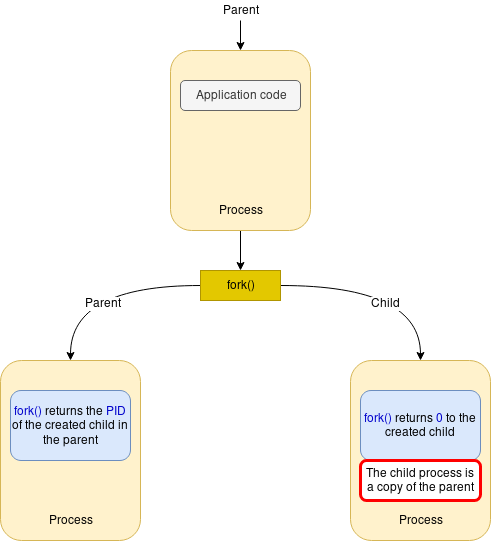 Parent
Application code
Process
fork()
Parent
Child
fork() returns the PID
of the created child in
the parent
fork() returns 0 to the
created child
The child process is
a copy of the parent
Process
Process